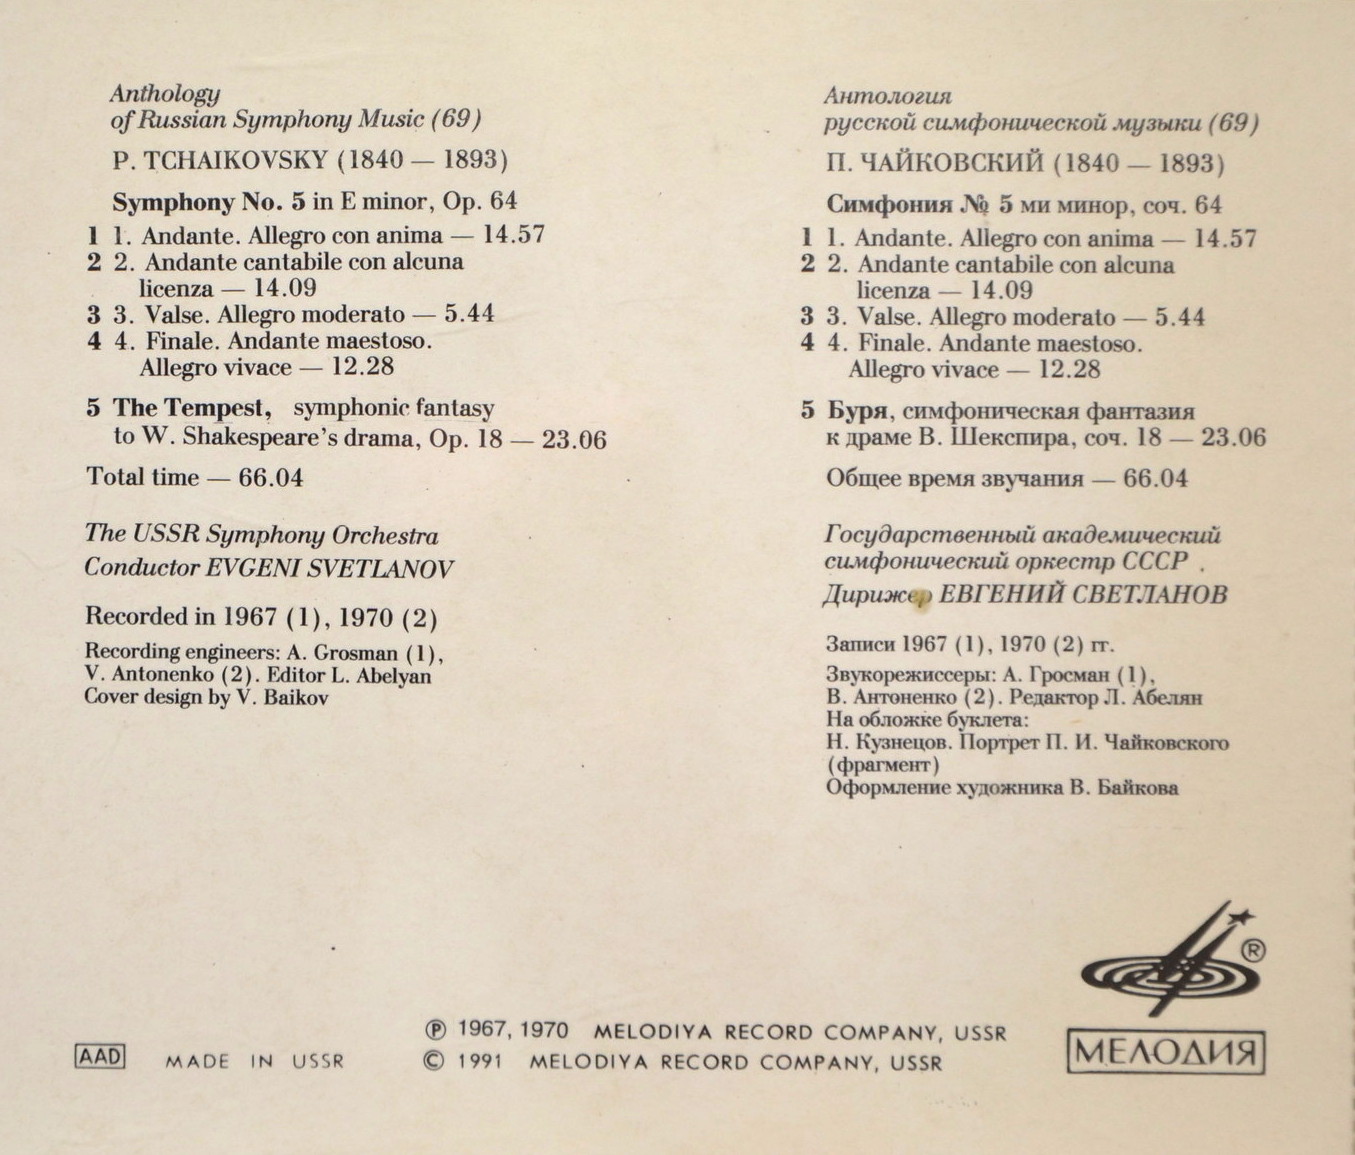 Anthology
of Russian Symphony Music (69)
P. TCHAIKOVSKY (1840 — 1893)
Symphony No. 5 in E minor, Op. 64
1 1. Andante. Allegro con anima — 14.57
2 2. Andante cantabile con alcuna
licenza — 14.09
3 3. Valse. Allegro moderato — 5.44
4 4. Finale. Andante maestoso.
Allegro vivace — 12.28
5 The Tempest, symphonic fantasy
to W. Shakespeare's drama, Op. 18 — 23.06
Total time — 66.04
The USSR Symphony Orchestra
Conductor EVGENI SVETLANOV
Recorded in 1967 (1), 1970 (2)
Recording engineers: A. Grosman (1),
V. Antonenko (2). Editor L. Abelyan
Cover design by V. Baikov
Антология
русской симфонической музыки (69)
П. ЧАЙКОВСКИЙ (1840 — 1893)
Симфония № 5 ми минор, соч. 64
1 1. Andante. Allegro con anima — 14.57
2 2. Andante cantabile con alcuna
licenza — 14.09
3 3. Valse. Allegro moderato — 5.44
4 4. Finale. Andante maestoso.
Allegro vivace — 12.28
5 Буря, симфоническая фантазия
к драме В. Шекспира, соч. 18 — 23.06
Общее время звучания — 66.04
Государственный академический
симфонический оркестр СССР
Дирижер ЕВГЕНИЙ СВЕТЛАНОВ
Записи 1967 (1), 1970 (2) гг.
Звукорежиссеры: А. Гросман (1),
В. Антоненко (2). Редактор Л. Абелян
На обложке буклета:
Н. Кузнецов. Портрет П. И. Чайковского
(фрагмент)
Оформление художника В. Байкова
®
МЕЛОДИЯ
AAD MADE IN USSR
℗ 1967, 1970 MELODIYA RECORD COMPANY, USSR
© 1991 MELODIYA RECORD COMPANY, USSR